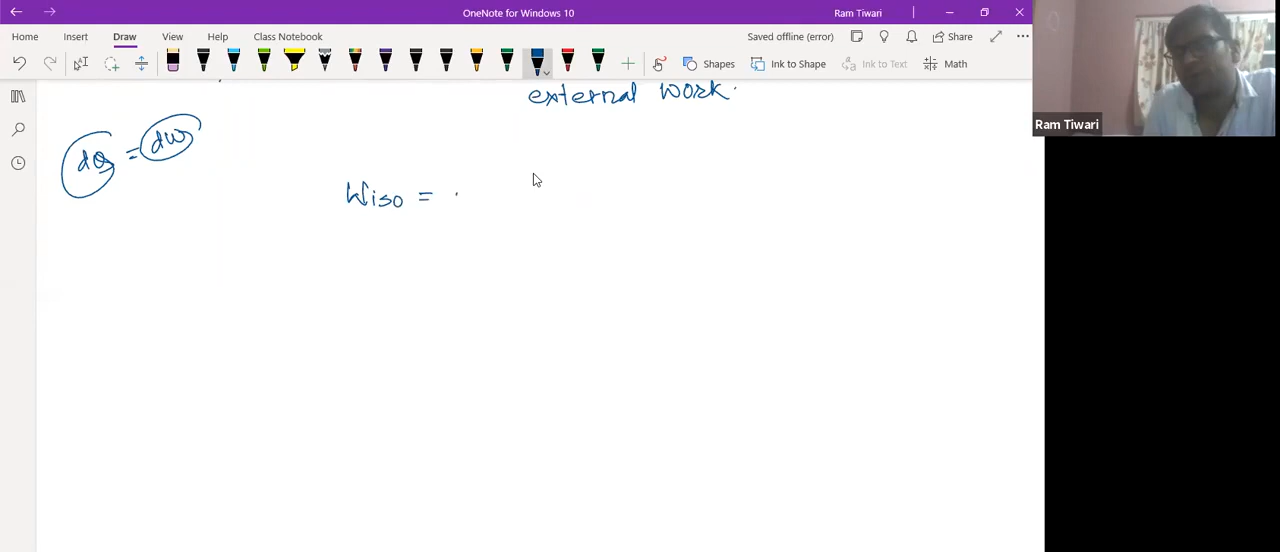 OneNote for Windows 10
Ram Tiwari
Home Insert Draw View Help Class Notebook
Saved offline (error)
Share
Shapes
Ink to Shape
Ink to Text
Math
Ram Tiwari
external work.
dQ = dW
Wiso =